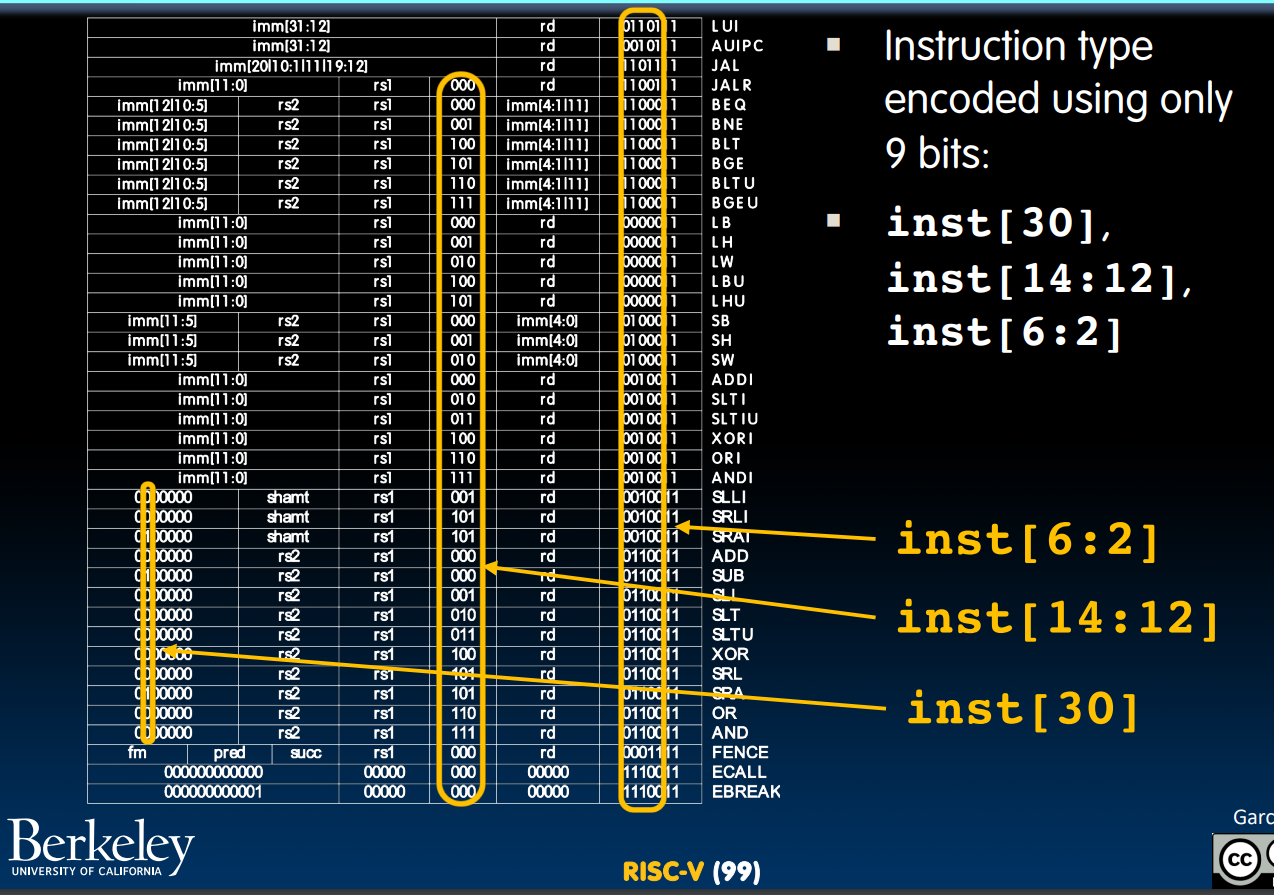 imm[31:12] rd 0110111 LUI
imm[31:12] rd 0010111 AUIPC
imm[20|10:1|11|19:12] rd 1101111 JAL
imm[11:0] rs1 000 rd 1100111 JALR
imm[12|10:5] rs2 rs1 000 imm[4:1|11] 1100011 BEQ
imm[12|10:5] rs2 rs1 001 imm[4:1|11] 1100011 BNE
imm[12|10:5] rs2 rs1 100 imm[4:1|11] 1100011 BLT
imm[12|10:5] rs2 rs1 101 imm[4:1|11] 1100011 BGE
imm[12|10:5] rs2 rs1 110 imm[4:1|11] 1100011 BLTU
imm[12|10:5] rs2 rs1 111 imm[4:1|11] 1100011 BGEU
imm[11:0] rs1 000 rd 0000011 LB
imm[11:0] rs1 001 rd 0000011 LH
imm[11:0] rs1 010 rd 0000011 LW
imm[11:0] rs1 100 rd 0000011 LBU
imm[11:0] rs1 101 rd 0000011 LHU
imm[11:5] rs2 rs1 000 imm[4:0] 0100011 SB
imm[11:5] rs2 rs1 001 imm[4:0] 0100011 SH
imm[11:5] rs2 rs1 010 imm[4:0] 0100011 SW
imm[11:0] rs1 000 rd 0010011 ADDI
imm[11:0] rs1 010 rd 0010011 SLTI
imm[11:0] rs1 011 rd 0010011 SLTIU
imm[11:0] rs1 100 rd 0010011 XORI
imm[11:0] rs1 110 rd 0010011 ORI
imm[11:0] rs1 111 rd 0010011 ANDI
0000000 shamt rs1 001 rd 0010011 SLLI
0000000 shamt rs1 101 rd 0010011 SRLI
0100000 shamt rs1 101 rd 0010011 SRAI
0000000 rs2 rs1 000 rd 0110011 ADD
0100000 rs2 rs1 000 rd 0110011 SUB
0000000 rs2 rs1 001 rd 0110011 SLL
0000000 rs2 rs1 010 rd 0110011 SLT
0000000 rs2 rs1 011 rd 0110011 SLTU
0000000 rs2 rs1 100 rd 0110011 XOR
0000000 rs2 rs1 101 rd 0110011 SRL
0100000 rs2 rs1 101 rd 0110011 SRA
0000000 rs2 rs1 110 rd 0110011 OR
0000000 rs2 rs1 111 rd 0110011 AND
fm pred succ rs1 000 rd 0001111 FENCE
000000000000 00000 000 00000 1110011 ECALL
000000000001 00000 000 00000 1110011 EBREAK
▪ Instruction type
encoded using only
9 bits:
▪ inst[30],
inst[14:12],
inst[6:2]
inst[6:2]
inst[14:12]
inst[30]
Berkeley
UNIVERSITY OF CALIFORNIA
RISC-V (99)
Garc
cc